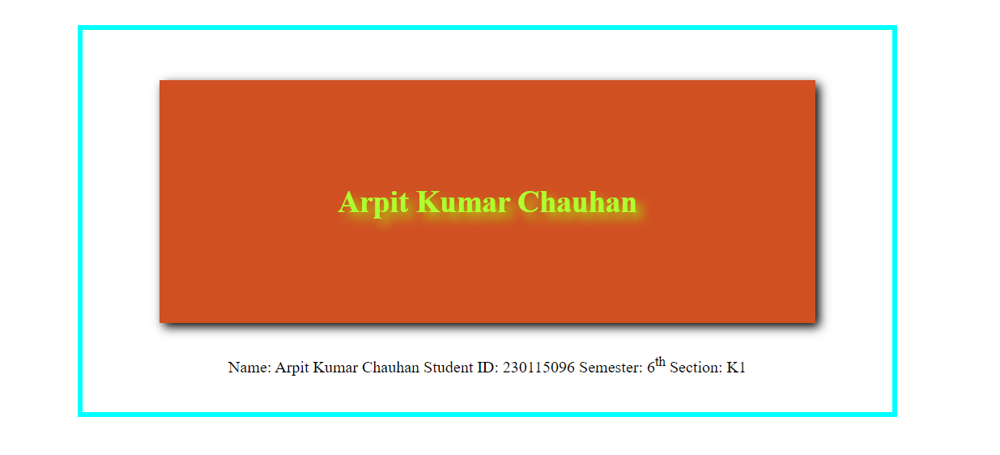 Arpit Kumar Chauhan
Name: Arpit Kumar Chauhan Student ID: 230115096 Semester: 6th Section: K1